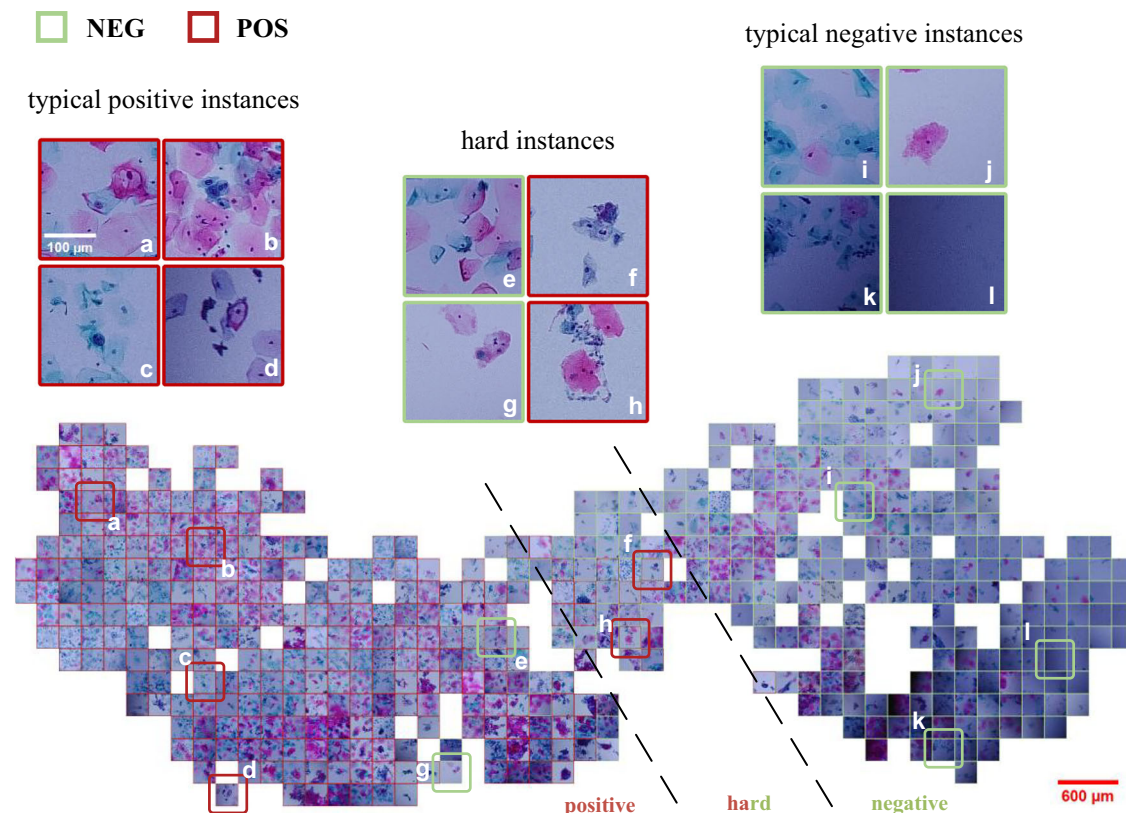 NEG POS
typical negative instances
typical positive instances
hard instances
i j
a b
100 μm
e f
k l
c d
g h
j
i
a
f
b
h
l
e
c
k
g
d
600 μm
positive hard negative